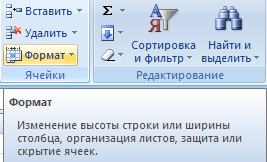 Вставить
Удалить
Формат
Ячейки
Σ
Сортировка
и фильтр
Найти и
выделить
Редактирование
Формат
Изменение высоты строки или ширины
столбца, организация листов, защита или
скрытие ячеек.